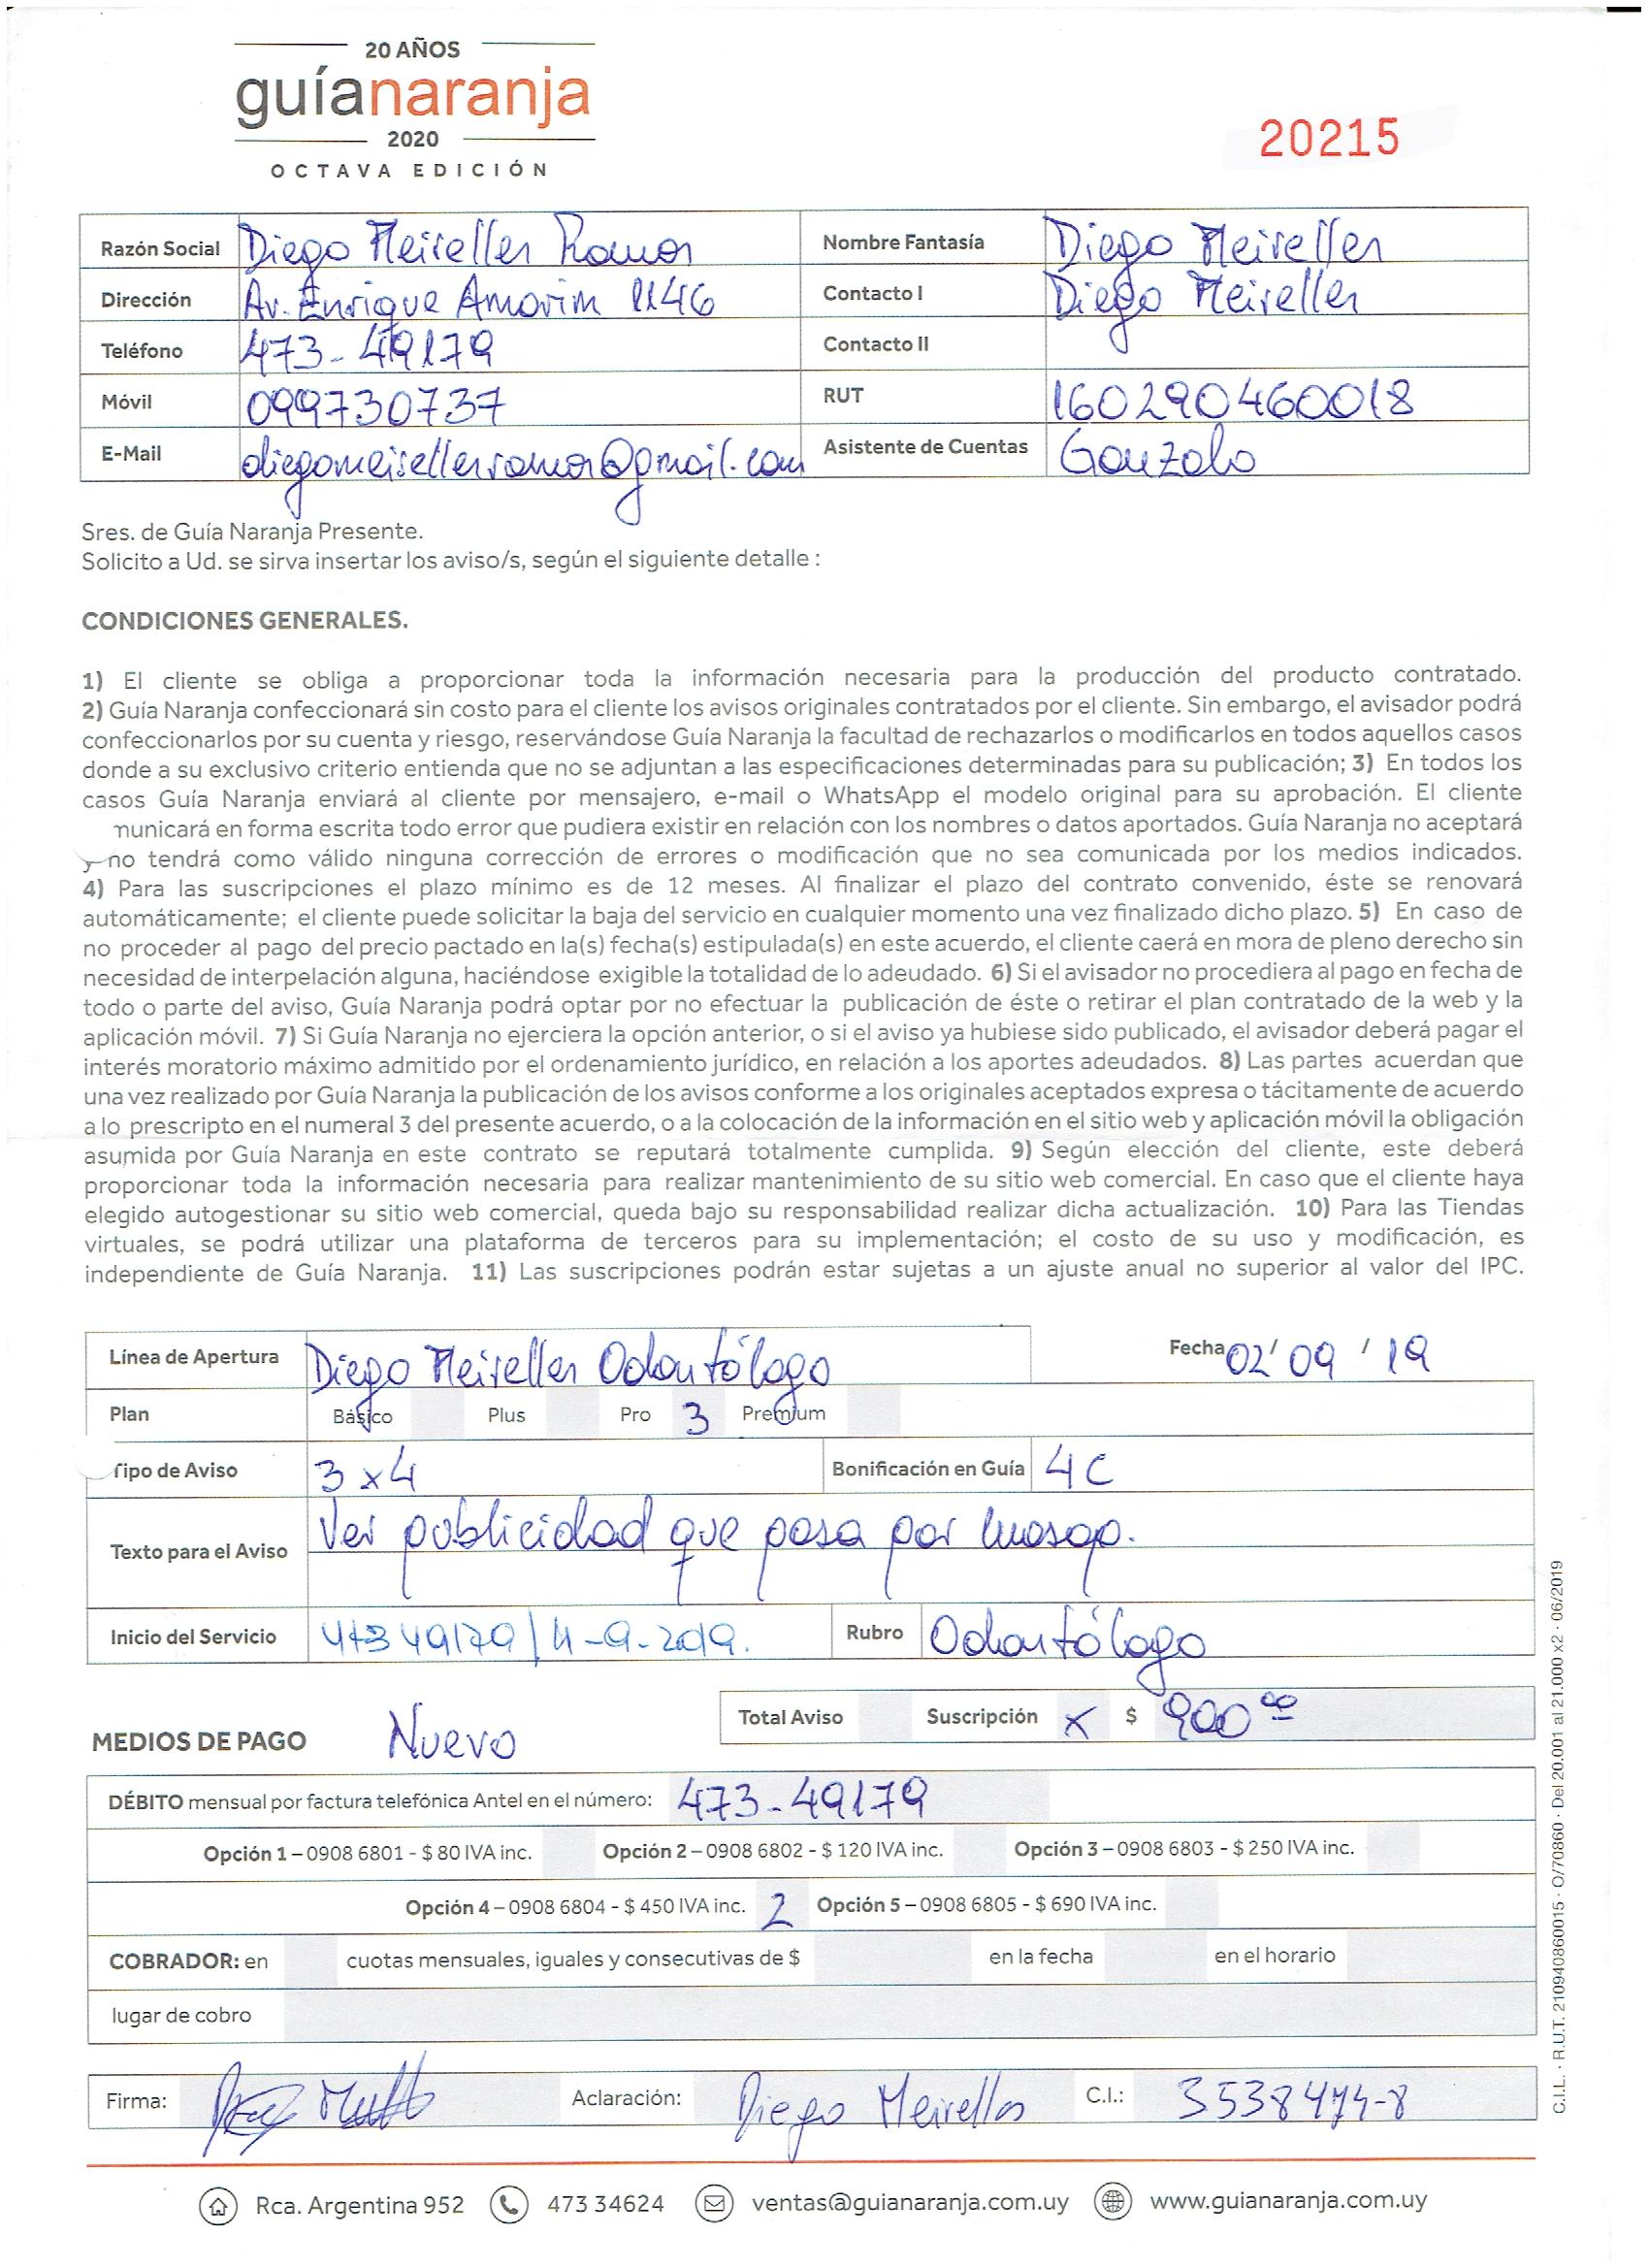 20 AÑOS
guíanaranja
2020
OCTAVA EDICIÓN
20215
Razón Social Diego Meirelles Ramos Nombre Fantasía Diego Meirelles
Dirección Av. Enrique Amorim 1146 Contacto I Diego Meirelles
Teléfono 473-49179 Contacto II
Móvil 099730737 RUT 160290460018
E-Mail diegomeirellesramos@gmail.com Asistente de Cuentas Gonzalo
Sres. de Guía Naranja Presente.
Solicito a Ud. se sirva insertar los aviso/s, según el siguiente detalle :
CONDICIONES GENERALES.
1) El cliente se obliga a proporcionar toda la información necesaria para la producción del producto contratado.
2) Guía Naranja confeccionará sin costo para el cliente los avisos originales contratados por el cliente. Sin embargo, el avisador podrá
confeccionarlos por su cuenta y riesgo, reservándose Guía Naranja la facultad de rechazarlos o modificarlos en todos aquellos casos
donde a su exclusivo criterio entienda que no se adjuntan a las especificaciones determinadas para su publicación; 3) En todos los
casos Guía Naranja enviará al cliente por mensajero, e-mail o WhatsApp el modelo original para su aprobación. El cliente
municará en forma escrita todo error que pudiera existir en relación con los nombres o datos aportados. Guía Naranja no aceptará
y no tendrá como válido ninguna corrección de errores o modificación que no sea comunicada por los medios indicados.
4) Para las suscripciones el plazo mínimo es de 12 meses. Al finalizar el plazo del contrato convenido, éste se renovará
automáticamente; el cliente puede solicitar la baja del servicio en cualquier momento una vez finalizado dicho plazo. 5) En caso de
no proceder al pago del precio pactado en la(s) fecha(s) estipulada(s) en este acuerdo, el cliente caerá en mora de pleno derecho sin
necesidad de interpelación alguna, haciéndose exigible la totalidad de lo adeudado. 6) Si el avisador no procediera al pago en fecha de
todo o parte del aviso, Guía Naranja podrá optar por no efectuar la publicación de éste o retirar el plan contratado de la web y la
aplicación móvil. 7) Si Guía Naranja no ejerciera la opción anterior, o si el aviso ya hubiese sido publicado, el avisador deberá pagar el
interés moratorio máximo admitido por el ordenamiento jurídico, en relación a los aportes adeudados. 8) Las partes acuerdan que
una vez realizado por Guía Naranja la publicación de los avisos conforme a los originales aceptados expresa o tácitamente de acuerdo
a lo prescripto en el numeral 3 del presente acuerdo, o a la colocación de la información en el sitio web y aplicación móvil la obligación
asumida por Guía Naranja en este contrato se reputará totalmente cumplida. 9) Según elección del cliente, este deberá
proporcionar toda la información necesaria para realizar mantenimiento de su sitio web comercial. En caso que el cliente haya
elegido autogestionar su sitio web comercial, queda bajo su responsabilidad realizar dicha actualización. 10) Para las Tiendas
virtuales, se podrá utilizar una plataforma de terceros para su implementación; el costo de su uso y modificación, es
independiente de Guía Naranja. 11) Las suscripciones podrán estar sujetas a un ajuste anual no superior al valor del IPC.
Línea de Apertura Diego Meirelles Odontólogo Fecha 02/ 09 / 19
Plan Básico Plus Pro 3 Premium
Tipo de Aviso 3 x 4 Bonificación en Guía 4C
Texto para el Aviso Ver publicidad que pasa por
Inicio del Servicio 47349179 / 4-9-2019. Rubro Odontólogo
Total Aviso Suscripción x $ 900 00
MEDIOS DE PAGO Nuevo
DÉBITO mensual por factura telefónica Antel en el número: 473-49179
Opción 1 – 0908 6801 - $ 80 IVA inc. Opción 2 – 0908 6802 - $ 120 IVA inc. Opción 3 – 0908 6803 - $ 250 IVA inc.
Opción 4 – 0908 6804 - $ 450 IVA inc. 2 Opción 5 – 0908 6805 - $ 690 IVA inc.
COBRADOR: en cuotas mensuales, iguales y consecutivas de $ en la fecha en el horario
lugar de cobro
Firma: Aclaración: Diego Meirelles C.I.: 3538474-8
Rca. Argentina 952 473 34624 ventas@guianaranja.com.uy www.guianaranja.com.uy
C.I.L. · R.U.T. 210940860015 · O/70860 · Del 20.001 al 21.000 x2 · 06/2019